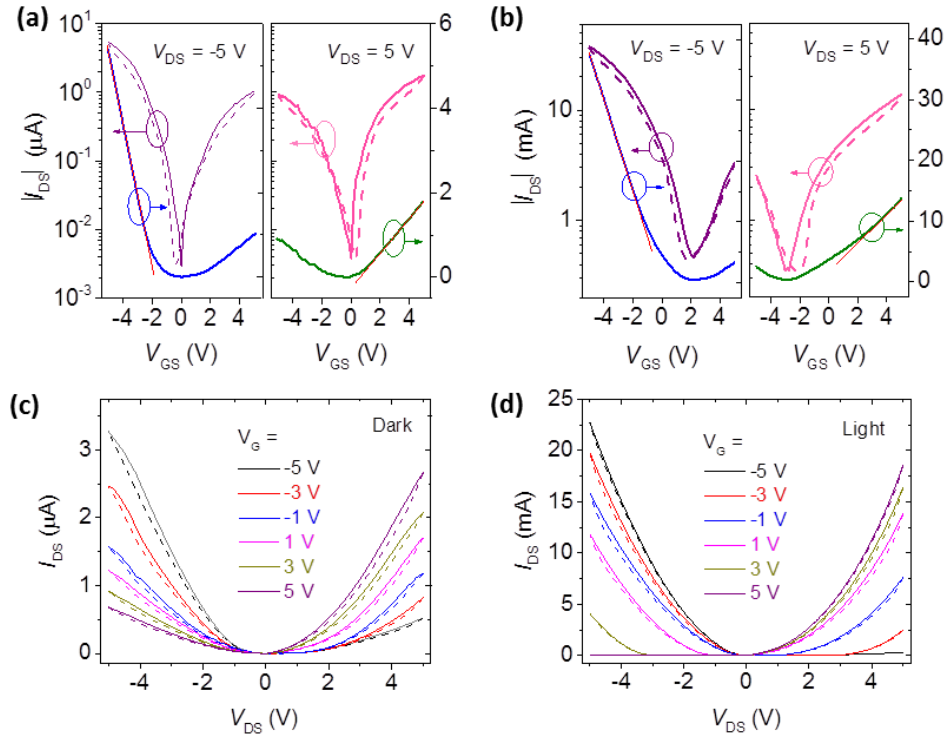 (a)
V_DS = -5 V
V_DS = 5 V
10^1
10^0
10^-1
10^-2
10^-3
|I_DS| (µA)
6
4
2
0
-4 -2 0 2 4
-4 -2 0 2 4
V_GS (V)
V_GS (V)
(b)
V_DS = -5 V
V_DS = 5 V
10
1
|I_DS| (mA)
40
30
20
10
0
-4 -2 0 2 4
-4 -2 0 2 4
V_GS (V)
V_GS (V)
(c)
V_G =
Dark
-5 V
-3 V
-1 V
1 V
3 V
5 V
3
2
1
0
I_DS (µA)
-4 -2 0 2 4
V_DS (V)
(d)
V_G =
Light
-5 V
-3 V
-1 V
1 V
3 V
5 V
25
20
15
10
5
0
I_DS (mA)
-4 -2 0 2 4
V_DS (V)